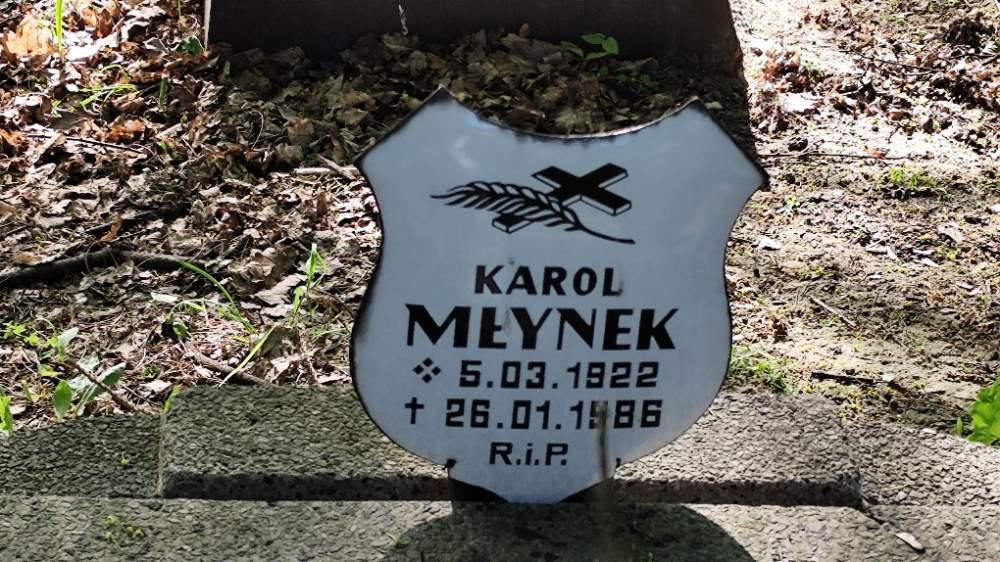 KAROL
MŁYNEK
❖ 5.03.1922
† 26.01.1986
R.i.P.